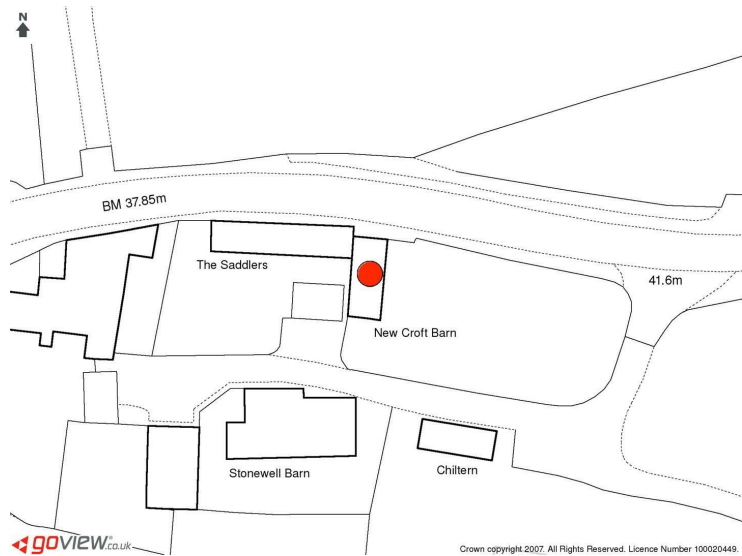 N
BM 37.85m
The Saddlers
41.6m
New Croft Barn
Stonewell Barn
Chiltern
goview.co.uk
Crown copyright 2007. All Rights Reserved. Licence Number 100020449.